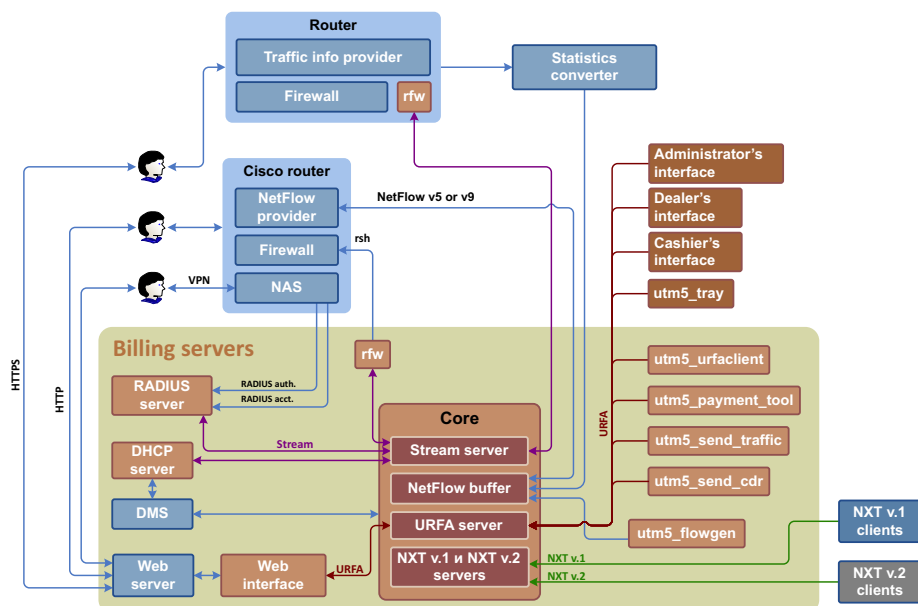 Router
Traffic info provider
Firewall
rfw
Statistics
converter
Cisco router
NetFlow
provider
Firewall
NAS
NetFlow v5 or v9
rsh
VPN
HTTPS
HTTP
Administrator's
interface
Dealer's
interface
Cashier's
interface
utm5_tray
Billing servers
rfw
RADIUS auth.
RADIUS acct.
RADIUS
server
Stream
DHCP
server
DMS
Web
server
Web
interface
URFA
Core
Stream server
NetFlow buffer
URFA server
NXT v.1 и NXT v.2
servers
URFA
utm5_urfaclient
utm5_payment_tool
utm5_send_traffic
utm5_send_cdr
utm5_flowgen
NXT v.1
NXT v.2
NXT v.1
clients
NXT v.2
clients